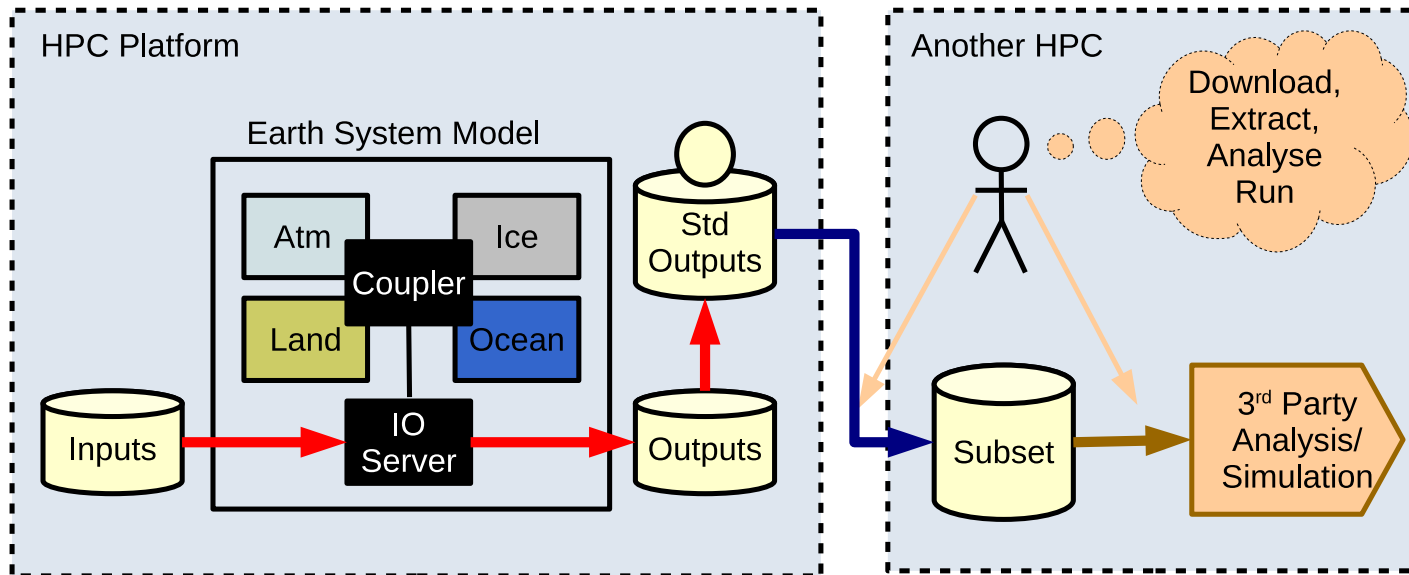 HPC Platform
Earth System Model
Atm
Ice
Coupler
Land
Ocean
Inputs
IO
Server
Std
Outputs
Outputs
Another HPC
Download,
Extract,
Analyse
Run
Subset
3rd Party
Analysis/
Simulation